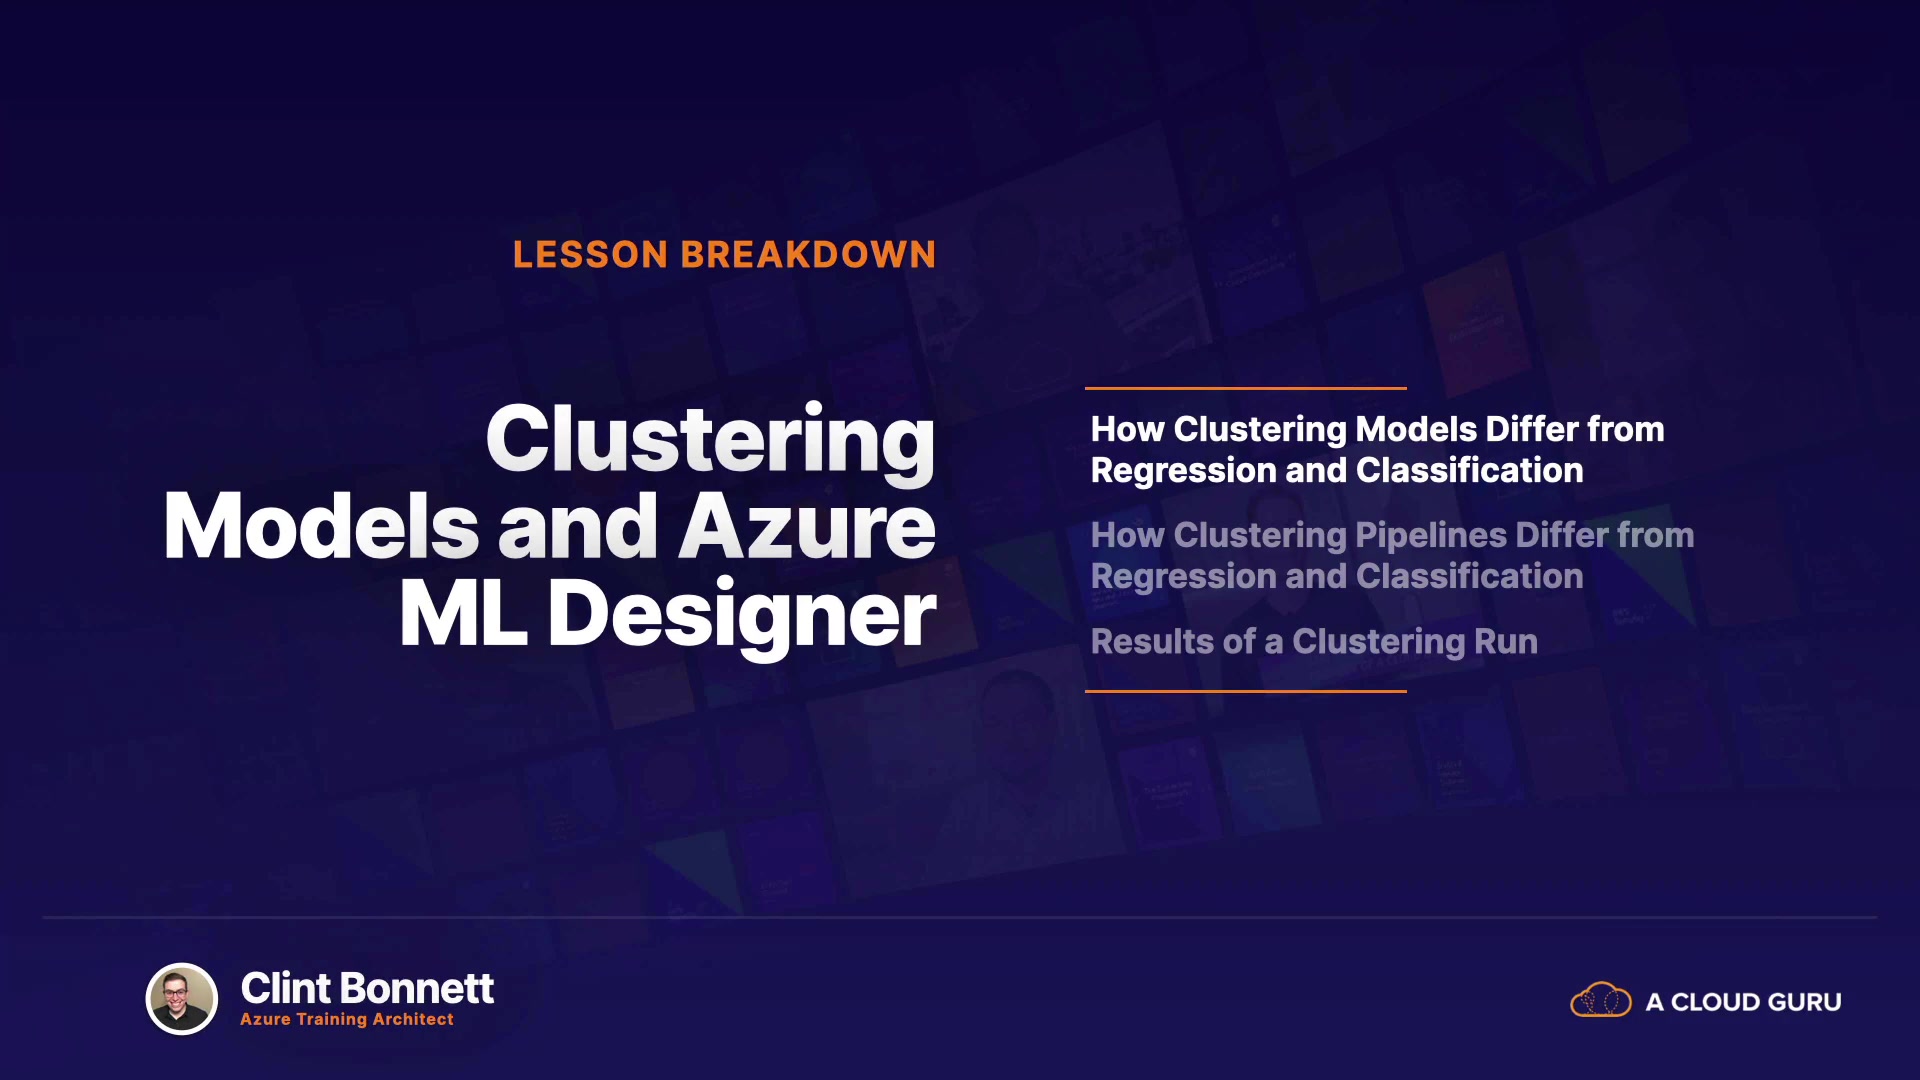 LESSON BREAKDOWN
Clustering
Models and Azure
ML Designer
How Clustering Models Differ from
Regression and Classification
How Clustering Pipelines Differ from
Regression and Classification
Results of a Clustering Run
Clint Bonnett
Azure Training Architect
A CLOUD GURU